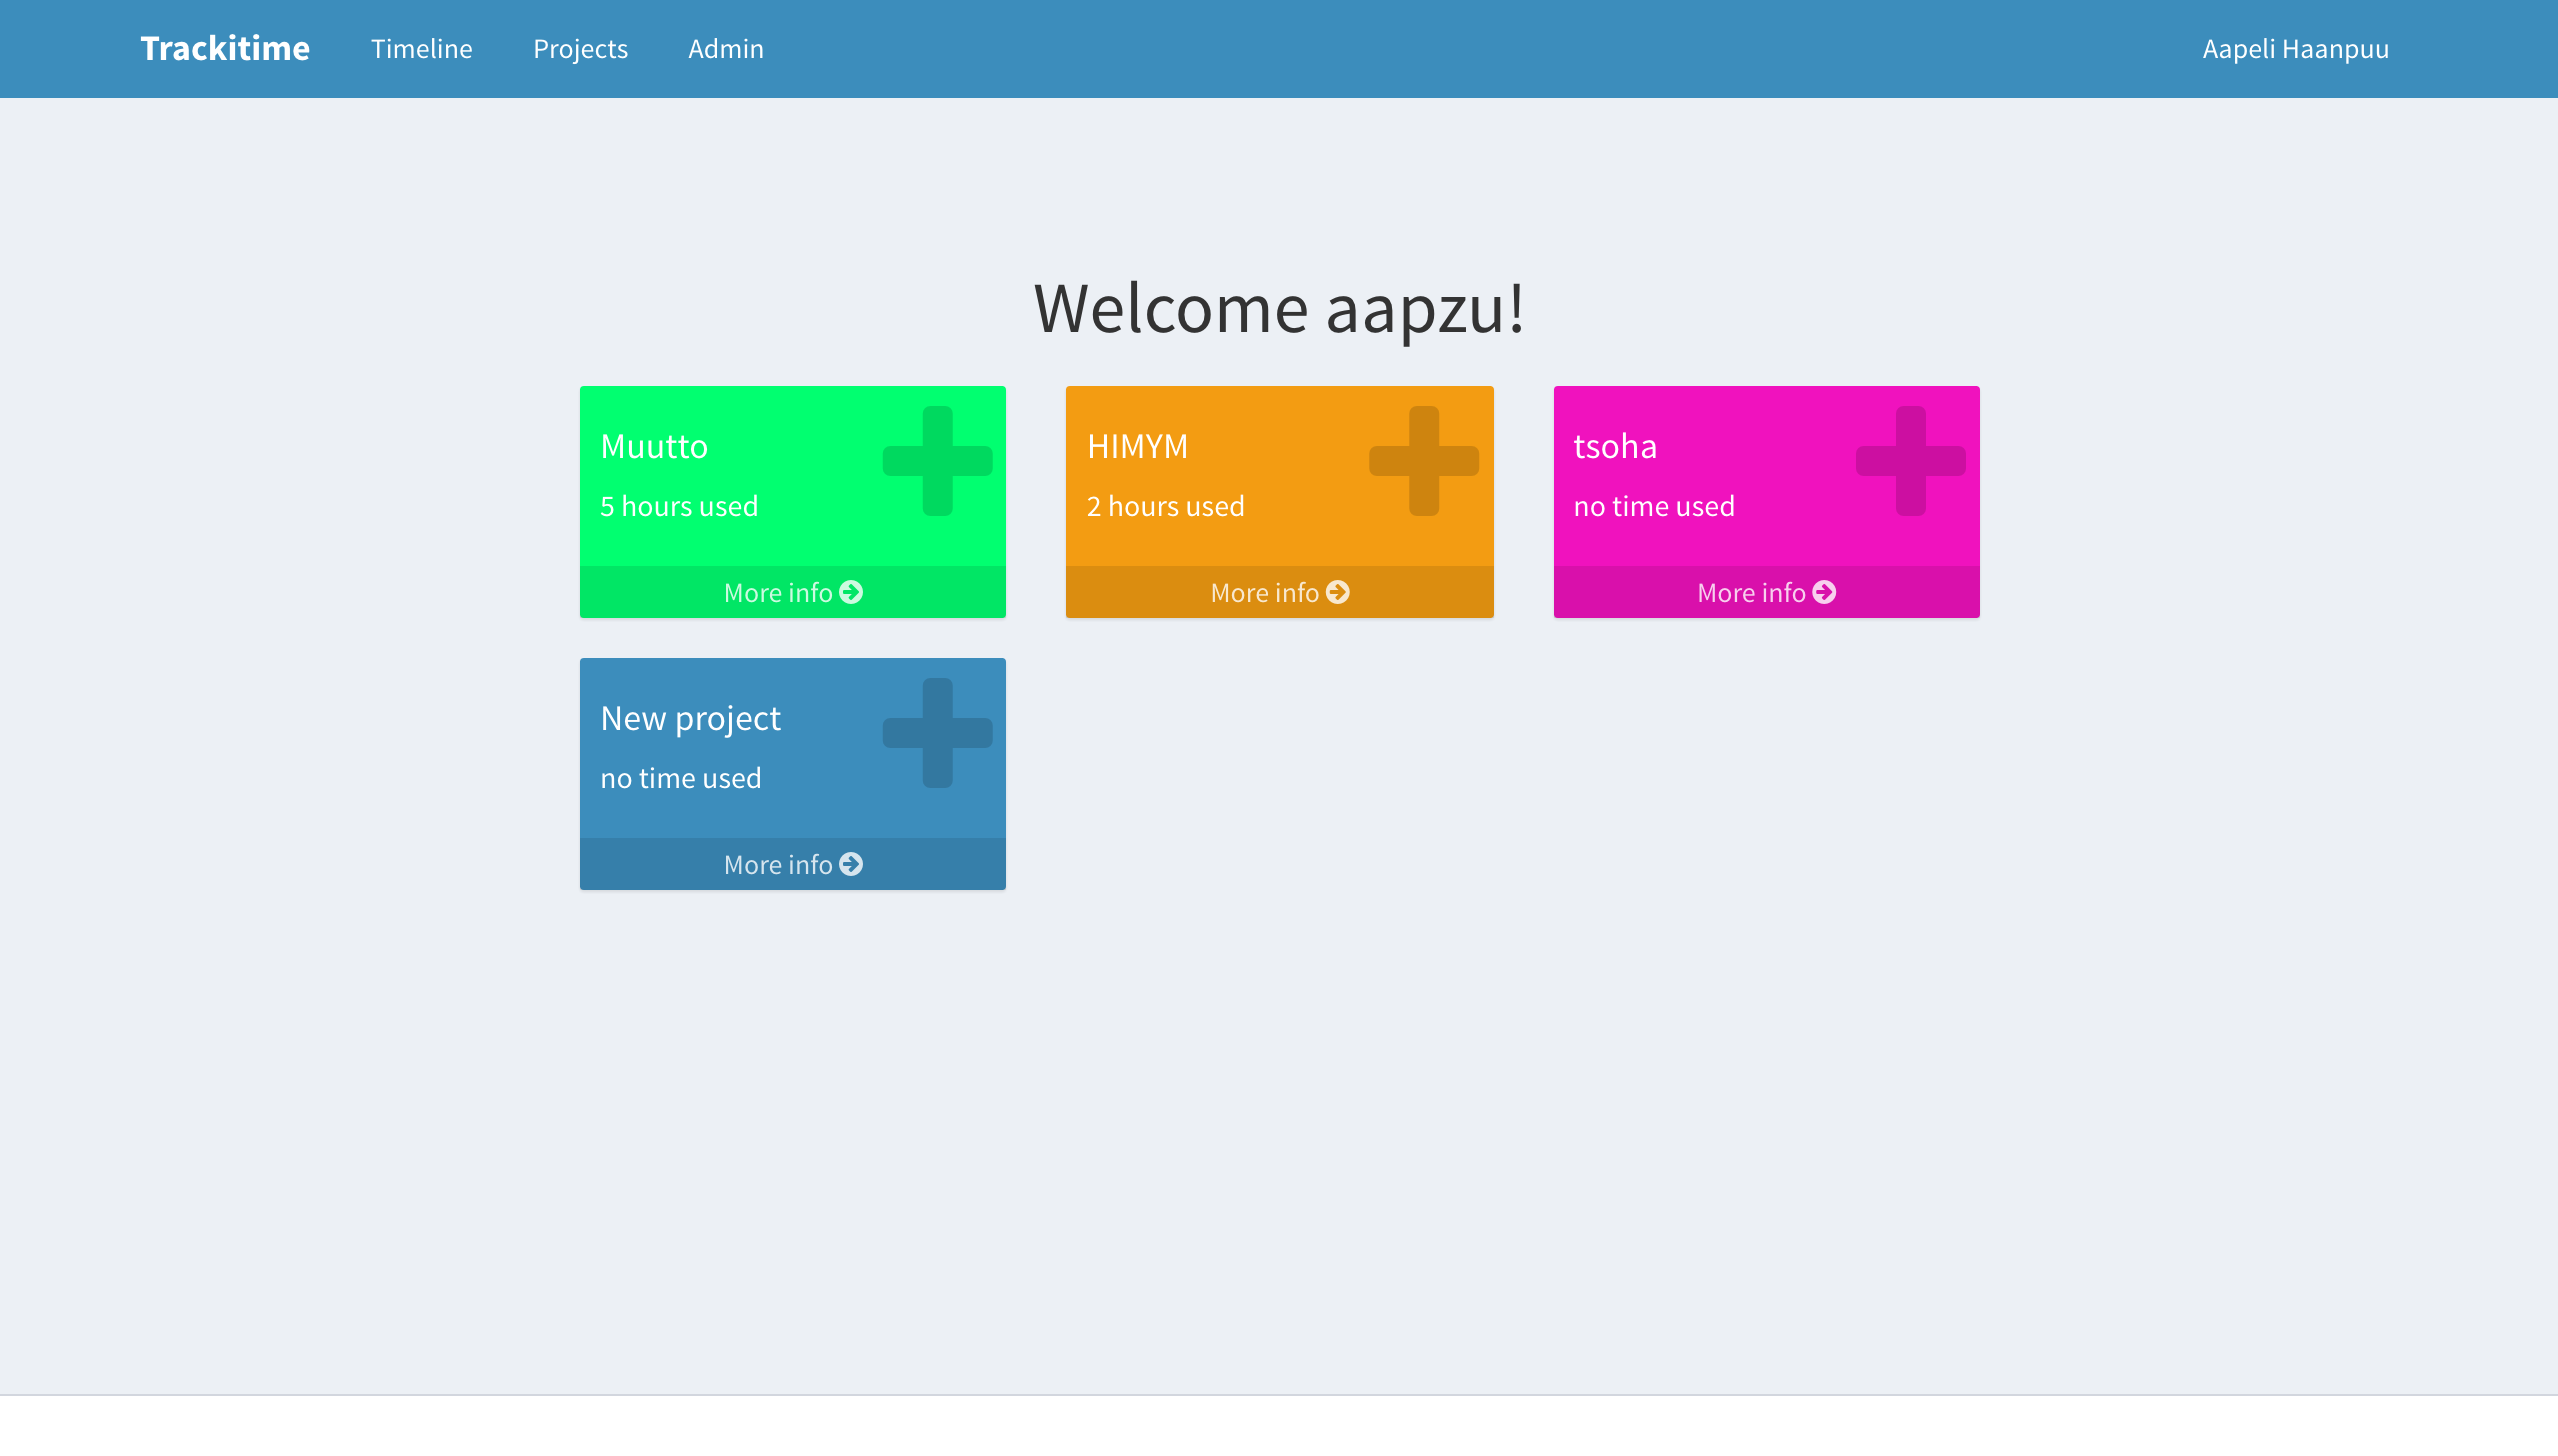 Trackitime Timeline Projects Admin Aapeli Haanpuu
Welcome aapzu!
Muutto
5 hours used
More info
HIMYM
2 hours used
More info
tsoha
no time used
More info
New project
no time used
More info